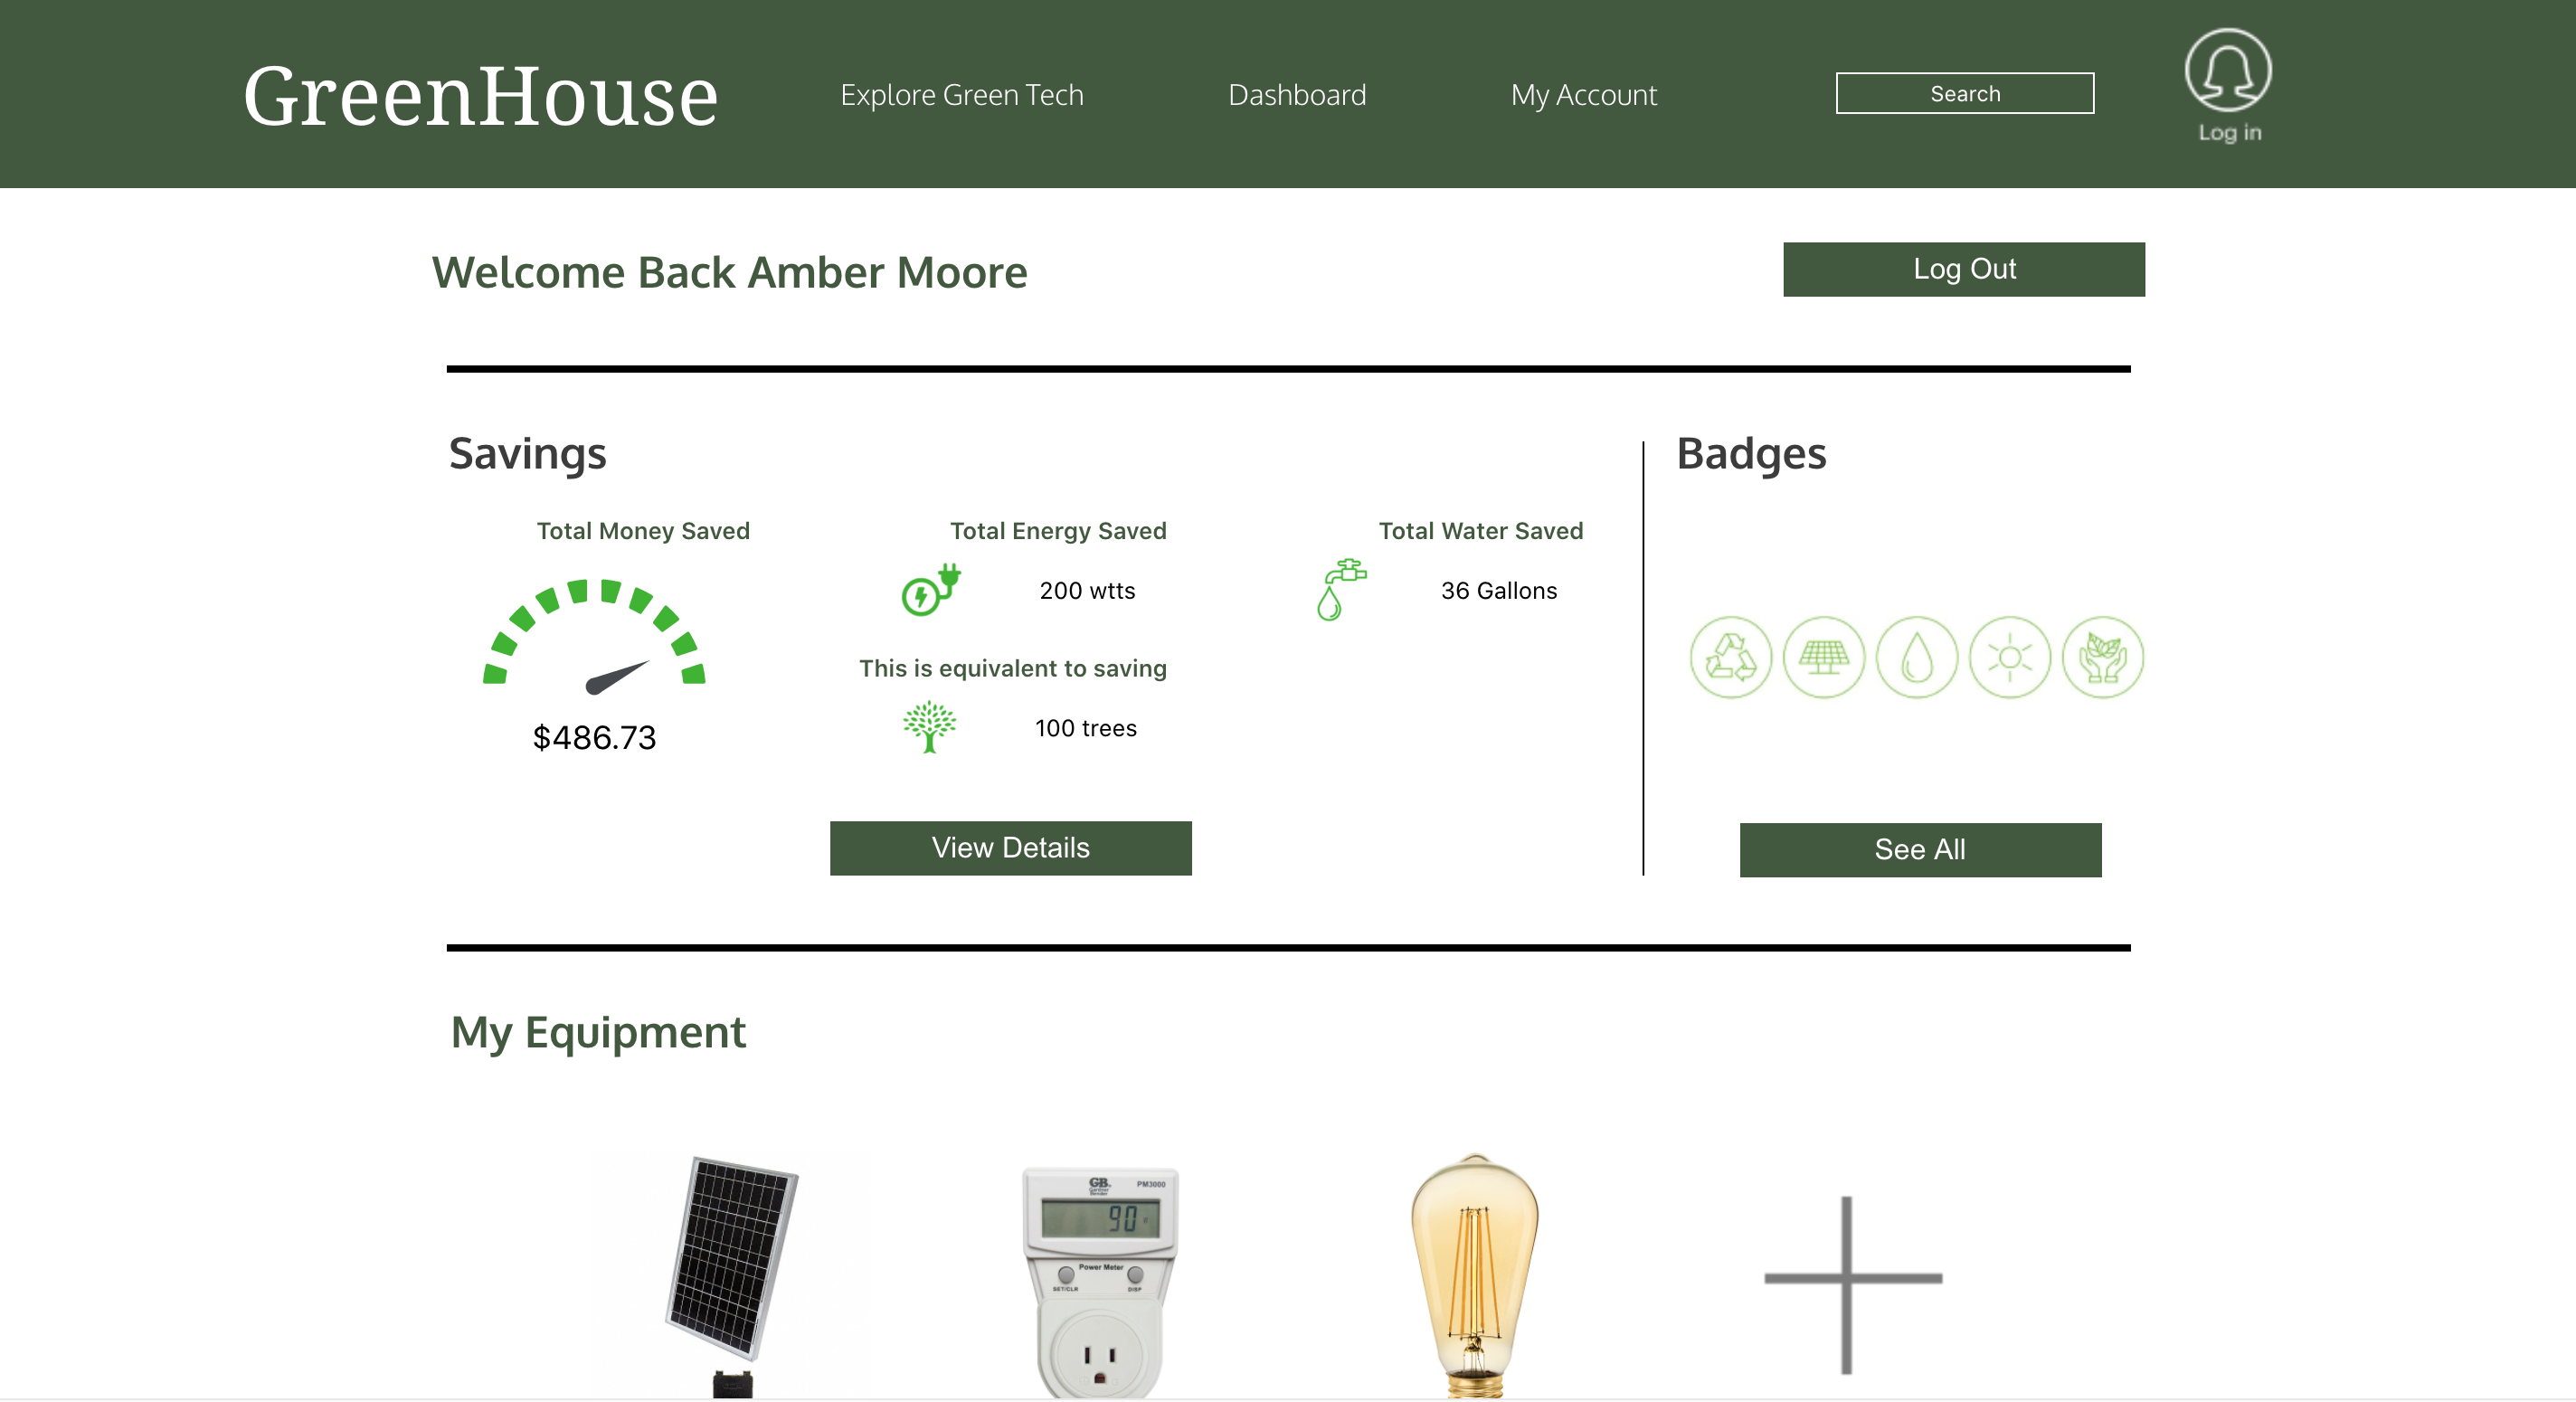 GreenHouse
Explore Green Tech
Dashboard
My Account
Search
Log in
Welcome Back Amber Moore
Log Out
Savings
Badges
Total Money Saved
Total Energy Saved
Total Water Saved
200 wtts
36 Gallons
This is equivalent to saving
100 trees
$486.73
View Details
See All
My Equipment
GB
Gardner
Bender
PM3000
90
Power Meter
SET/CLR
DISP